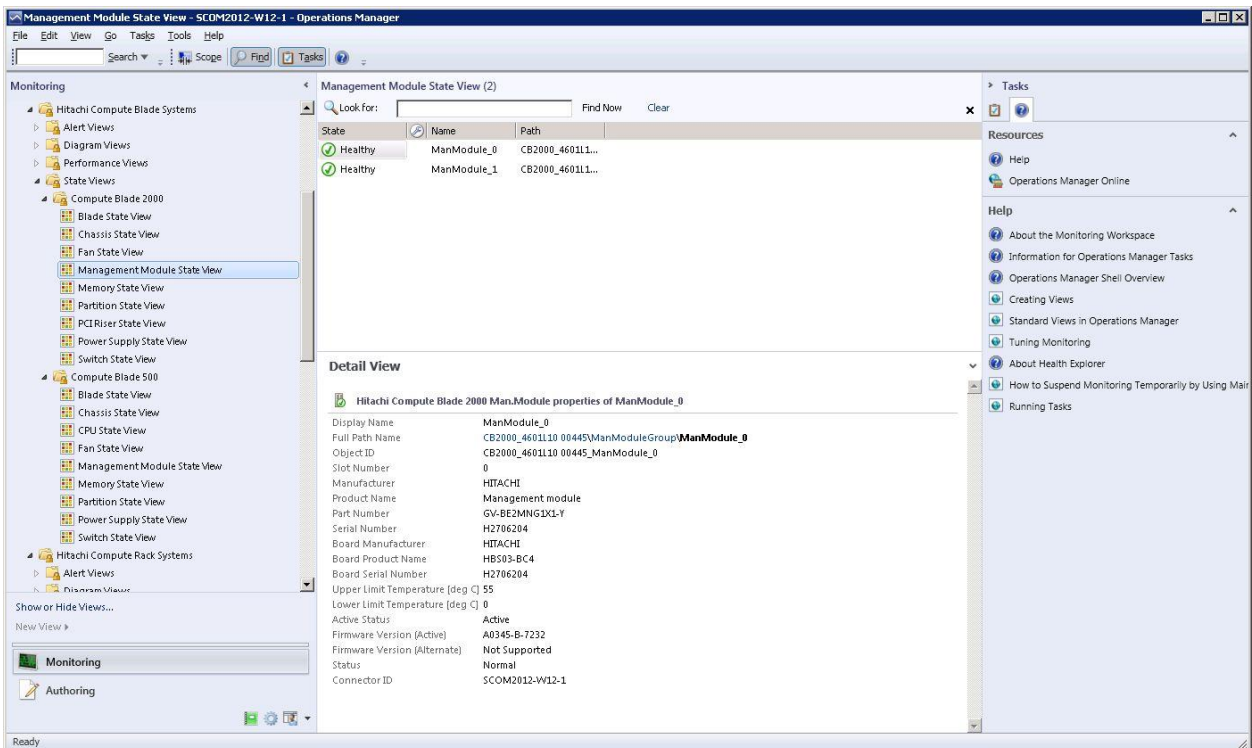 Management Module State View - SCOM2012-W12-1 - Operations Manager
File Edit View Go Tasks Tools Help
Search Scope Find Tasks
Monitoring
Hitachi Compute Blade Systems
Alert Views
Diagram Views
Performance Views
State Views
Compute Blade 2000
Blade State View
Chassis State View
Fan State View
Management Module State View
Memory State View
Partition State View
PCI Riser State View
Power Supply State View
Switch State View
Compute Blade 500
Blade State View
Chassis State View
CPU State View
Fan State View
Management Module State View
Memory State View
Partition State View
Power Supply State View
Switch State View
Hitachi Compute Rack Systems
Alert Views
Diagram Views
Show or Hide Views...
New View
Monitoring
Authoring
Ready
Management Module State View (2)
Look for: Find Now Clear
State Name Path
Healthy ManModule_0 CB2000_4601L1...
Healthy ManModule_1 CB2000_4601L1...
Detail View
Hitachi Compute Blade 2000 Man.Module properties of ManModule_0
Display Name ManModule_0
Full Path Name CB2000_4601L10 00445\ManModuleGroup\ManModule_0
Object ID CB2000_4601L10 00445_ManModule_0
Slot Number 0
Manufacturer HITACHI
Product Name Management module
Part Number GV-BE2MNG1X1-Y
Serial Number H2706204
Board Manufacturer HITACHI
Board Product Name HBS03-BC4
Board Serial Number H2706204
Upper Limit Temperature [deg C] 55
Lower Limit Temperature [deg C] 0
Active Status Active
Firmware Version (Active) A0345-B-7232
Firmware Version (Alternate) Not Supported
Status Normal
Connector ID SCOM2012-W12-1
Tasks
Resources
Help
Operations Manager Online
Help
About the Monitoring Workspace
Information for Operations Manager Tasks
Operations Manager Shell Overview
Creating Views
Standard Views in Operations Manager
Tuning Monitoring
About Health Explorer
How to Suspend Monitoring Temporarily by Using Mair
Running Tasks